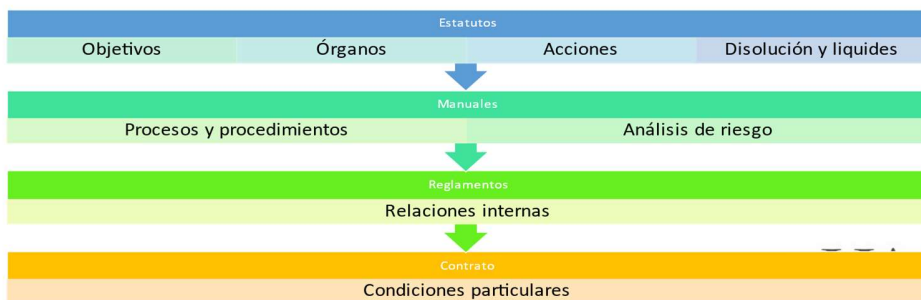 Estatutos
Objetivos Órganos Acciones Disolución y liquides
Manuales
Procesos y procedimientos Análisis de riesgo
Reglamentos
Relaciones internas
Contrato
Condiciones particulares